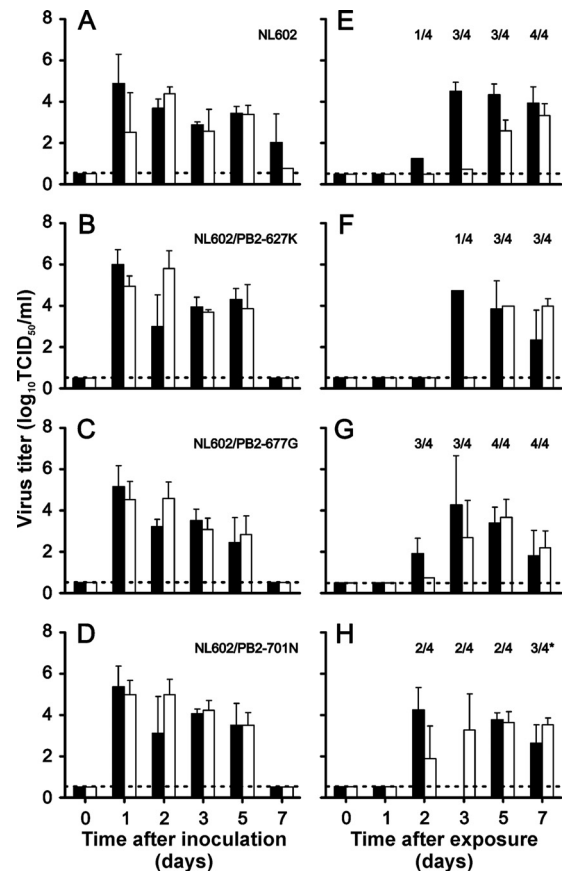 Virus titer (log10TCID50/ml)
A
NL602
8
6
4
2
0
E
1/4 3/4 3/4 4/4
B
NL602/PB2-627K
8
6
4
2
0
F
1/4 3/4 3/4
C
NL602/PB2-677G
8
6
4
2
0
G
3/4 3/4 4/4 4/4
D
NL602/PB2-701N
8
6
4
2
0
H
2/4 2/4 2/4 3/4*
0 1 2 3 5 7
Time after inoculation
(days)
0 1 2 3 5 7
Time after exposure
(days)